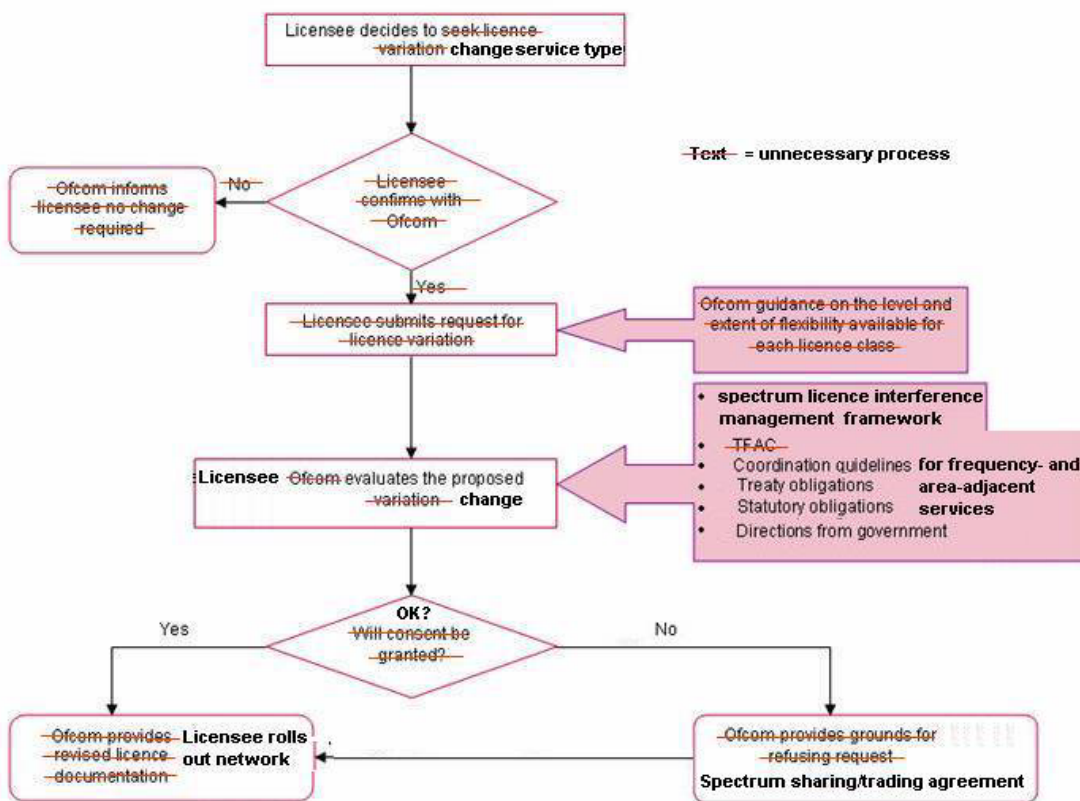 Licensee decides to seek licence
variation change service type
Text = unnecessary process
No
Ofcom informs
licensee no change
required
Licensee
confirms with
Ofcom
Yes
Licensee submits request for
licence variation
Ofcom guidance on the level and
extent of flexibility available for
each licence class
• spectrum licence interference
management framework
• TFAC
• Coordination guidelines for frequency- and
• Treaty obligations area-adjacent
• Statutory obligations services
• Directions from government
Licensee Ofcom evaluates the proposed
variation change
OK?
Will consent be
granted?
Yes
No
Ofcom provides Licensee rolls
revised licence out network
documentation
Ofcom provides grounds for
refusing request
Spectrum sharing/trading agreement